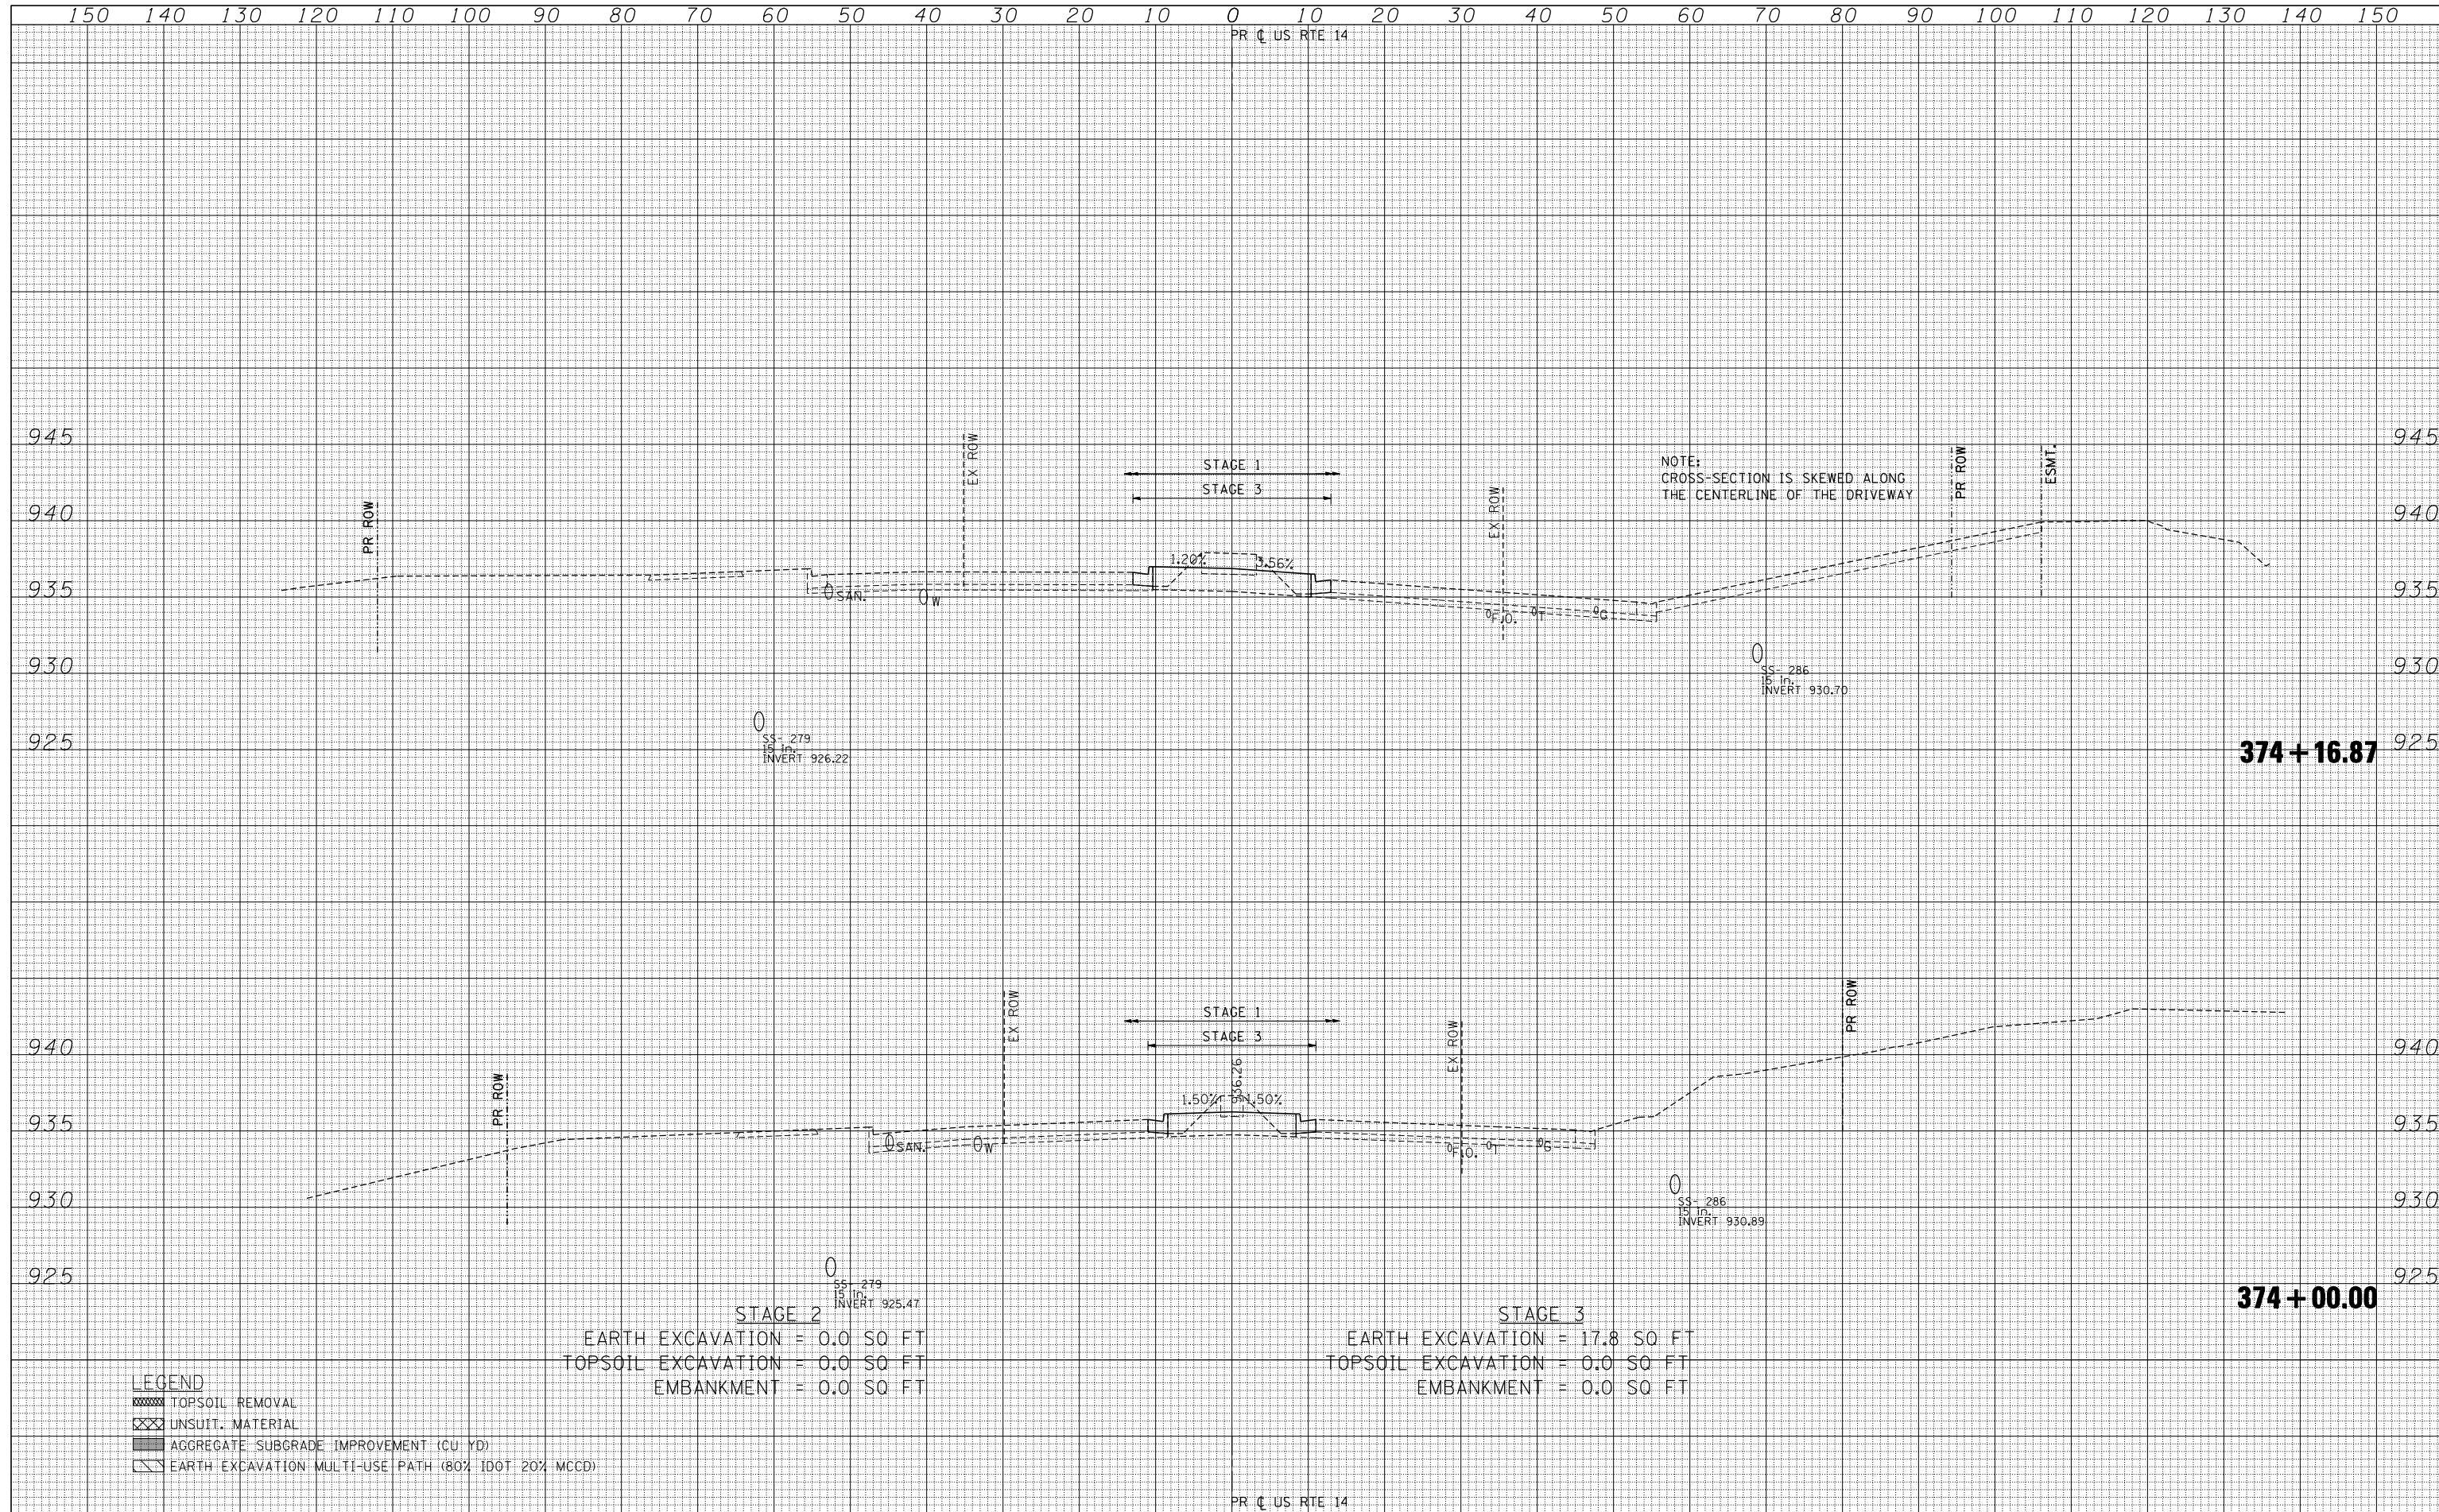 150 140 130 120 110 100 90 80 70 60 50 40 30 20 10 0 10 20 30 40 50 60 70 80 90 100 110 120 130 140 150
PR ℄ US RTE 14
945 945
940 940
935 935
930 930
925 925
PR ROW
EX ROW
STAGE 1
STAGE 3
1.20%
3.56%
EX ROW
NOTE:
CROSS-SECTION IS SKEWED ALONG
THE CENTERLINE OF THE DRIVEWAY
PR ROW
ESMT.
SAN.
W
F.O.
T
G
SS- 286
15 in.
INVERT 930.70
SS- 279
15 in.
INVERT 926.22
374+16.87
940 940
935 935
930 930
925 925
PR ROW
EX ROW
STAGE 1
STAGE 3
936.26
1.50%
1.50%
EX ROW
PR ROW
SAN.
W
F.O.
T
G
SS- 286
15 in.
INVERT 930.89
SS- 279
15 in.
INVERT 925.47
374+00.00
STAGE 2
EARTH EXCAVATION = 0.0 SQ FT
TOPSOIL EXCAVATION = 0.0 SQ FT
EMBANKMENT = 0.0 SQ FT
STAGE 3
EARTH EXCAVATION = 17.8 SQ FT
TOPSOIL EXCAVATION = 0.0 SQ FT
EMBANKMENT = 0.0 SQ FT
LEGEND
TOPSOIL REMOVAL
UNSUIT. MATERIAL
AGGREGATE SUBGRADE IMPROVEMENT (CU YD)
EARTH EXCAVATION MULTI-USE PATH (80% IDOT 20% MCCD)
PR ℄ US RTE 14